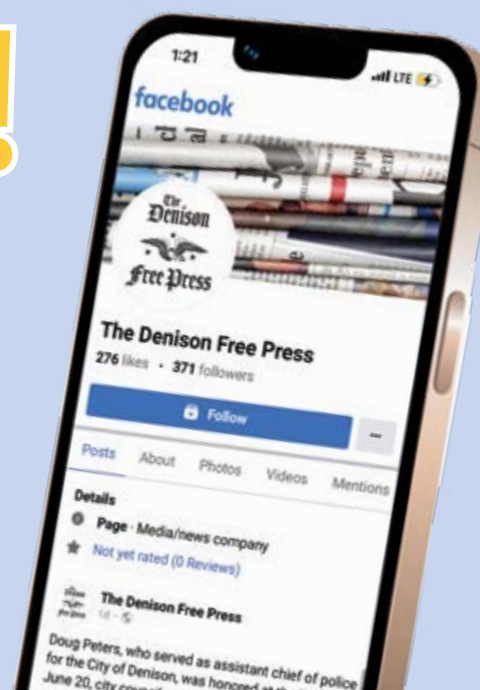 !
1:21
LTE
facebook
The
Denison
Free Press
The Denison Free Press
276 likes · 371 followers
Follow
...
Posts About Photos Videos Mentions
Details
Page · Media/news company
Not yet rated (0 Reviews)
The Denison Free Press
1d ·
Doug Peters, who served as assistant chief of police
for the City of Denison, was honored at
June 20, city